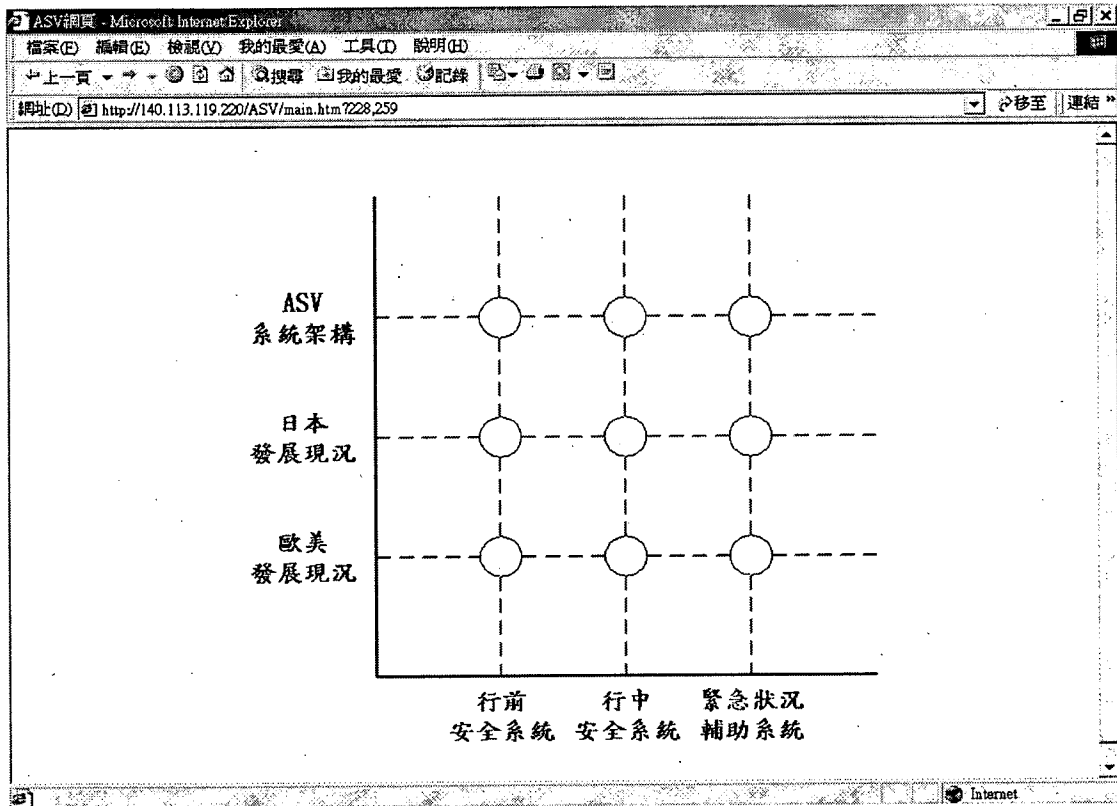 ASV網頁 - Microsoft Internet Explorer
檔案(F) 編輯(E) 檢視(V) 我的最愛(A) 工具(T) 說明(H)
上一頁 搜尋 我的最愛 記錄
網址(D) http://140.113.119.220/ASV/main.htm?228,259 移至 連結 »
ASV
系統架構
日本
發展現況
歐美
發展現況
行前 行中 緊急狀況
安全系統 安全系統 輔助系統
Internet